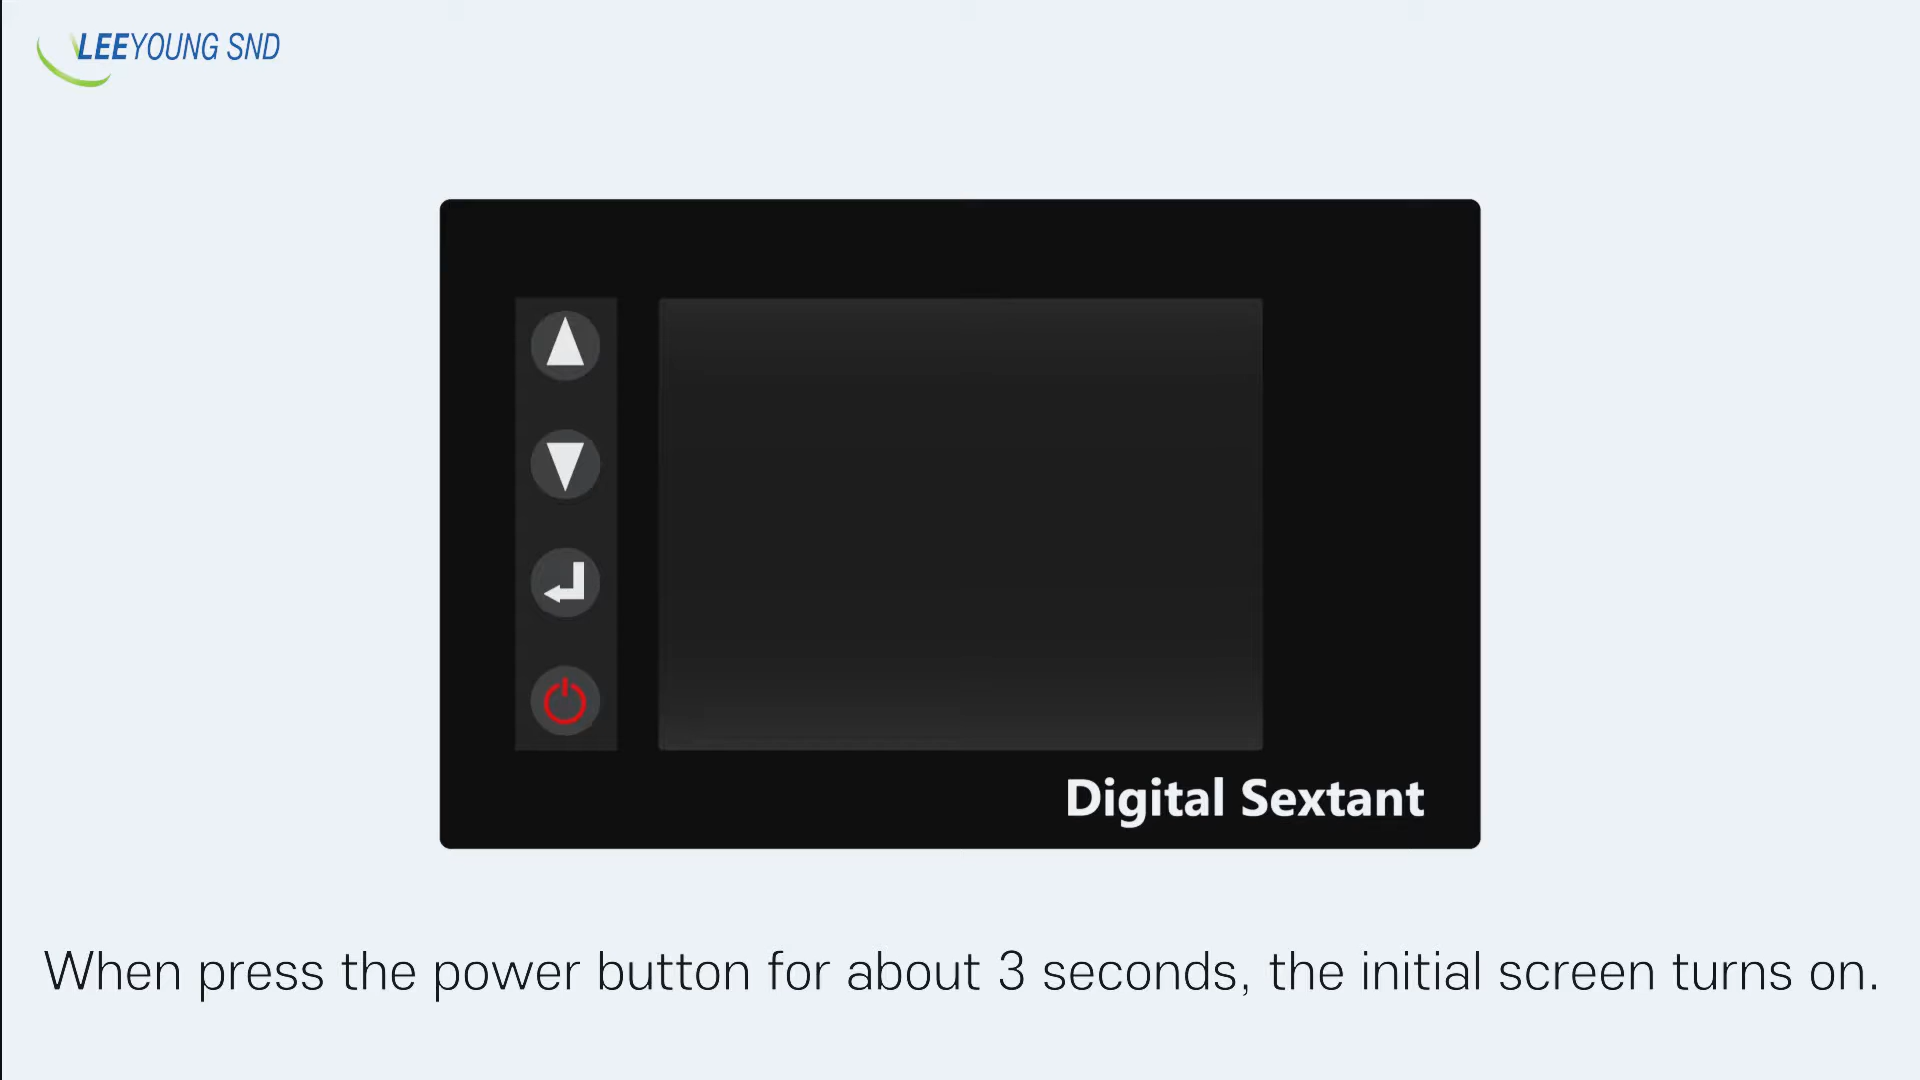 LEEYOUNG SND
Digital Sextant
When press the power button for about 3 seconds, the initial screen turns on.